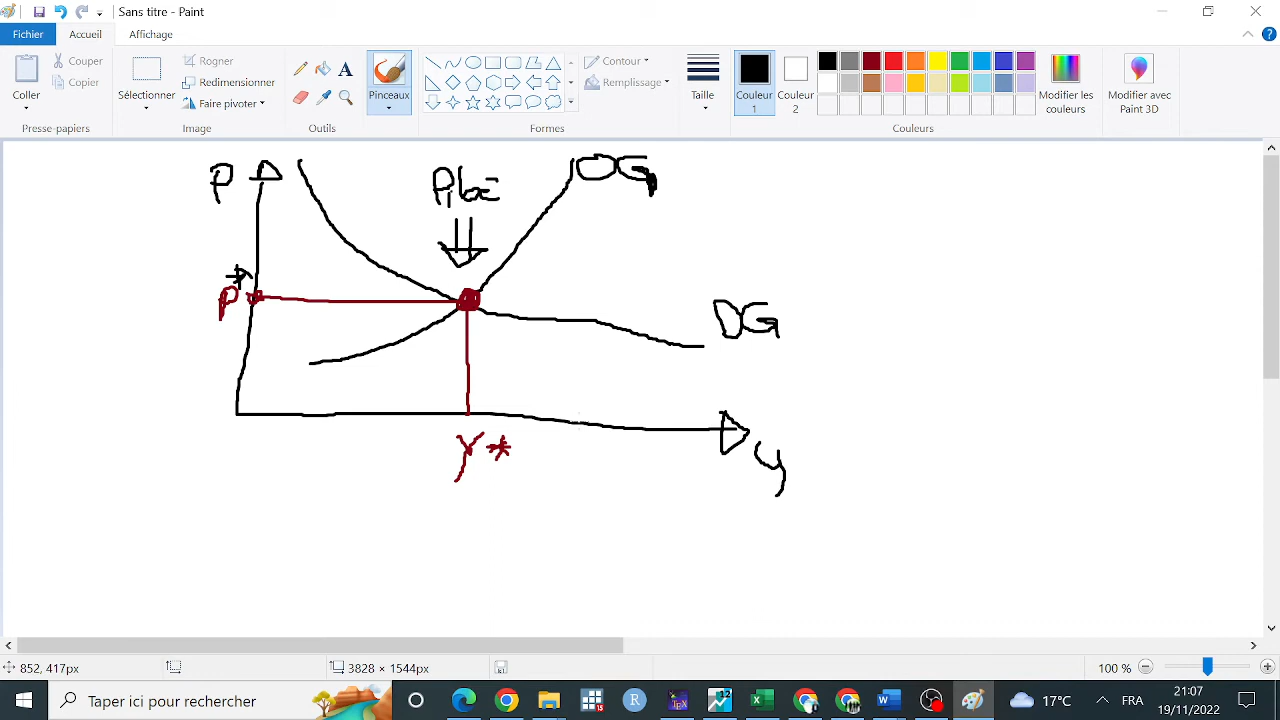 Sans titre - Paint
Fichier Accueil Affichage
Coller
Couper
Copier
Presse-papiers
Sélectionner
Rogner
Redimensionner
Faire pivoter
Image
A
Outils
Pinceaux
Contour
Remplissage
Formes
Taille
Couleur 1
Couleur 2
Modifier les couleurs
Modifier avec Paint 3D
Couleurs
P
OG
P*
DG
Y*
y
852, 417px
3828 × 1544px
100 %
Taper ici pour rechercher
17°C
FRA
21:07
19/11/2022